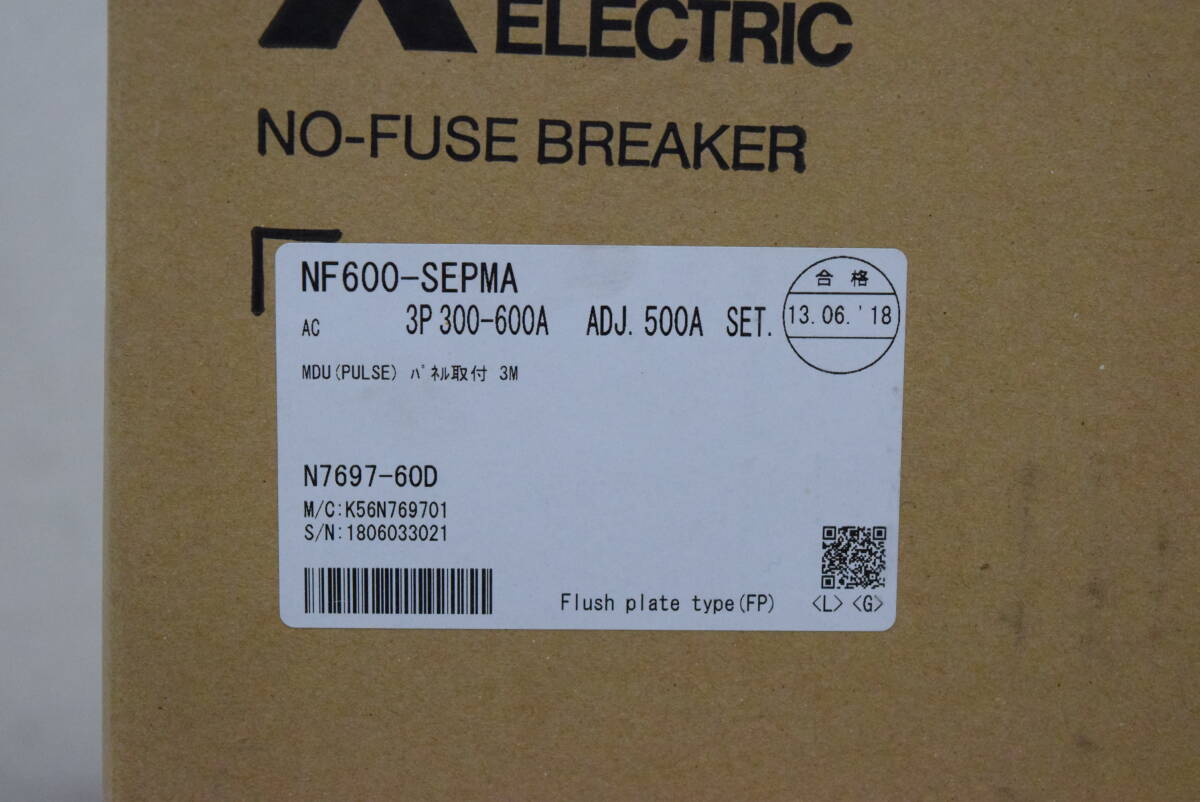 ELECTRIC
NO-FUSE BREAKER
NF600-SEPMA
合格
AC 3P 300-600A ADJ. 500A SET.
13.06.'18
MDU(PULSE) パネル取付 3M
N7697-60D
M/C:K56N769701
S/N:1806033021
Flush plate type(FP) <L> <G>